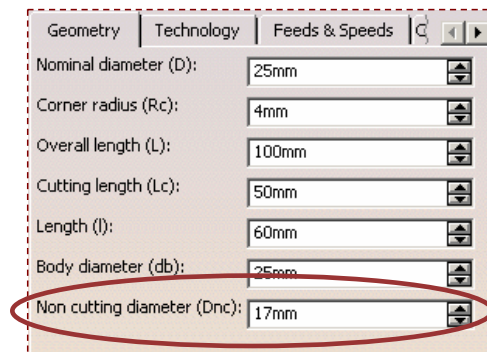 Geometry Technology Feeds & Speeds
Nominal diameter (D): 25mm
Corner radius (Rc): 4mm
Overall length (L): 100mm
Cutting length (Lc): 50mm
Length (l): 60mm
Body diameter (db): 25mm
Non cutting diameter (Dnc): 17mm